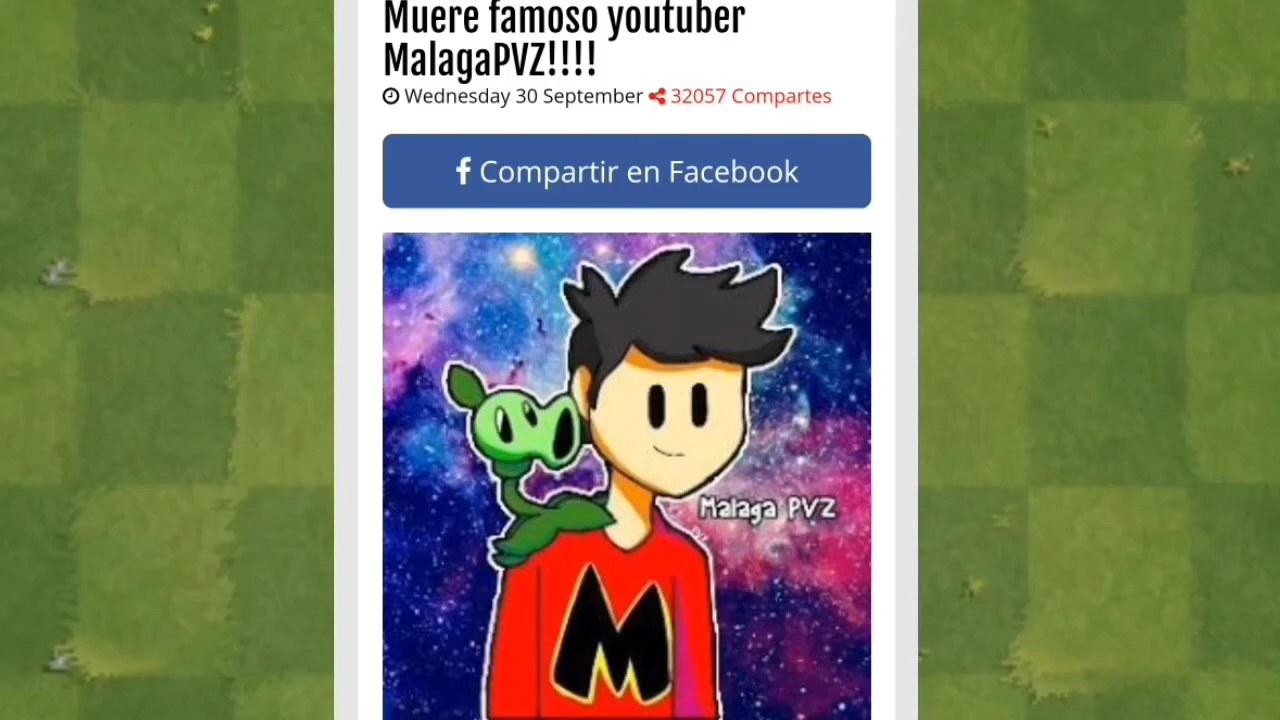 Muere famoso youtuber
MalagaPVZ!!!!
Wednesday 30 September 32057 Compartes
Compartir en Facebook
Malaga PVZ
M